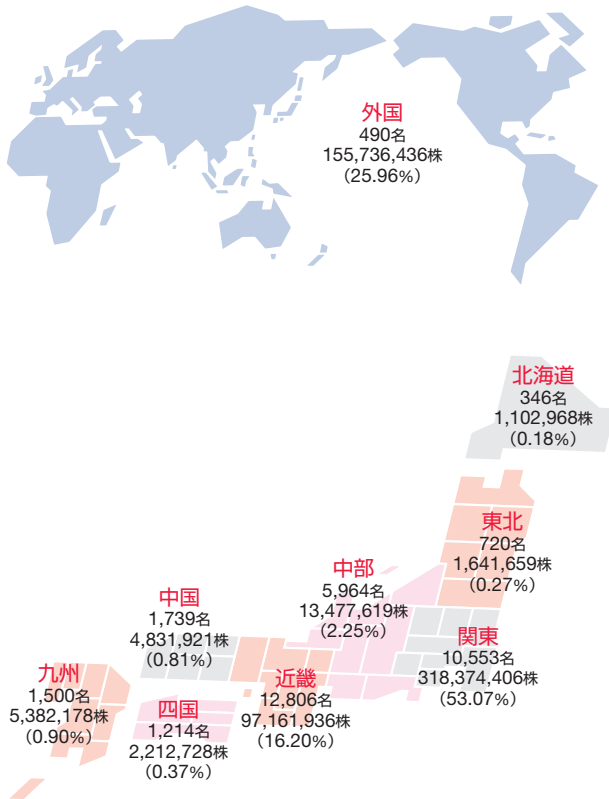 外国
490名
155,736,436株
（25.96%）
北海道
346名
1,102,968株
（0.18%）
東北
720名
1,641,659株
（0.27%）
中部
5,964名
13,477,619株
（2.25%）
中国
1,739名
4,831,921株
（0.81%）
関東
10,553名
318,374,406株
（53.07%）
九州
1,500名
5,382,178株
（0.90%）
近畿
12,806名
97,161,936株
（16.20%）
四国
1,214名
2,212,728株
（0.37%）